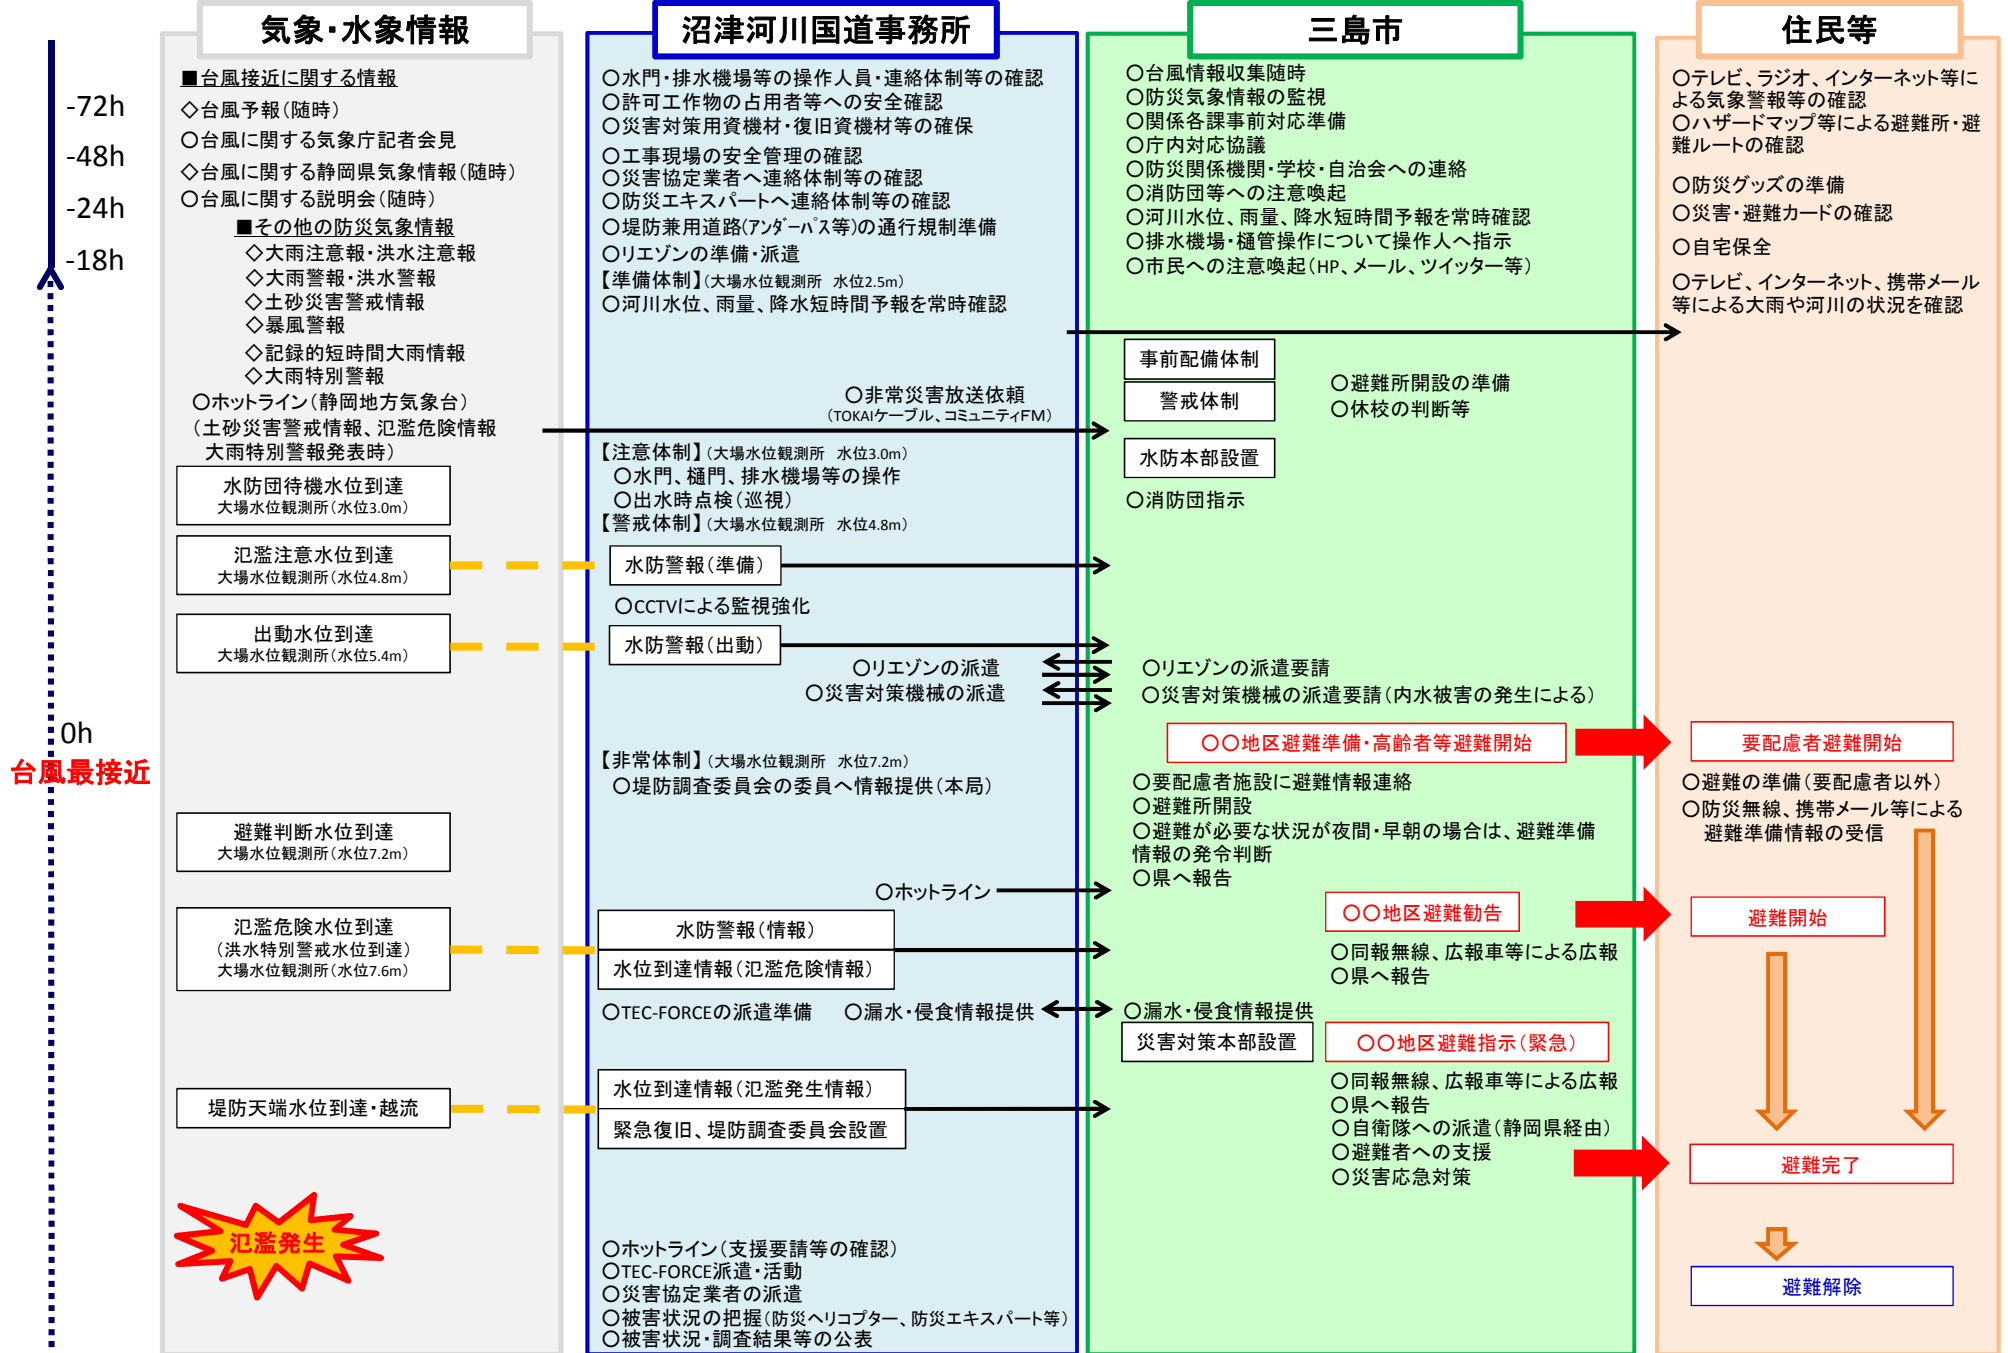 -72h
-48h
-24h
-18h
0h
台風最接近
気象・水象情報
■台風接近に関する情報
◇台風予報(随時)
○台風に関する気象庁記者会見
◇台風に関する静岡県気象情報(随時)
○台風に関する説明会(随時)
■その他の防災気象情報
◇大雨注意報・洪水注意報
◇大雨警報・洪水警報
◇土砂災害警戒情報
◇暴風警報
◇記録的短時間大雨情報
◇大雨特別警報
○ホットライン(静岡地方気象台)
(土砂災害警戒情報、氾濫危険情報
大雨特別警報発表時)
水防団待機水位到達
大場水位観測所(水位3.0m)
氾濫注意水位到達
大場水位観測所(水位4.8m)
出動水位到達
大場水位観測所(水位5.4m)
避難判断水位到達
大場水位観測所(水位7.2m)
氾濫危険水位到達
(洪水特別警戒水位到達)
大場水位観測所(水位7.6m)
堤防天端水位到達・越流
氾濫発生
沼津河川国道事務所
○水門・排水機場等の操作人員・連絡体制等の確認
○許可工作物の占用者等への安全確認
○災害対策用資機材・復旧資機材等の確保
○工事現場の安全管理の確認
○災害協定業者へ連絡体制等の確認
○防災エキスパートへ連絡体制等の確認
○堤防兼用道路(アンダーパス等)の通行規制準備
○リエゾンの準備・派遣
【準備体制】(大場水位観測所 水位2.5m)
○河川水位、雨量、降水短時間予報を常時確認
○非常災害放送依頼
(TOKAIケーブル、コミュニティFM)
【注意体制】(大場水位観測所 水位3.0m)
○水門、樋門、排水機場等の操作
○出水時点検(巡視)
【警戒体制】(大場水位観測所 水位4.8m)
水防警報(準備)
○CCTVによる監視強化
水防警報(出動)
○リエゾンの派遣
○災害対策機械の派遣
【非常体制】(大場水位観測所 水位7.2m)
○堤防調査委員会の委員へ情報提供(本局)
○ホットライン
水防警報(情報)
水位到達情報(氾濫危険情報)
○TEC-FORCEの派遣準備 ○漏水・侵食情報提供
水位到達情報(氾濫発生情報)
緊急復旧、堤防調査委員会設置
○ホットライン(支援要請等の確認)
○TEC-FORCE派遣・活動
○災害協定業者の派遣
○被害状況の把握(防災ヘリコプター、防災エキスパート等)
○被害状況・調査結果等の公表
三島市
○台風情報収集随時
○防災気象情報の監視
○関係各課事前対応準備
○庁内対応協議
○防災関係機関・学校・自治会への連絡
○消防団等への注意喚起
○河川水位、雨量、降水短時間予報を常時確認
○排水機場・樋管操作について操作人へ指示
○市民への注意喚起(HP、メール、ツイッター等)
事前配備体制
警戒体制
○避難所開設の準備
○休校の判断等
水防本部設置
○消防団指示
○リエゾンの派遣要請
○災害対策機械の派遣要請(内水被害の発生による)
○○地区避難準備・高齢者等避難開始
○要配慮者施設に避難情報連絡
○避難所開設
○避難が必要な状況が夜間・早朝の場合は、避難準備
情報の発令判断
○県へ報告
○○地区避難勧告
○同報無線、広報車等による広報
○県へ報告
○漏水・侵食情報提供
災害対策本部設置
○○地区避難指示(緊急)
○同報無線、広報車等による広報
○県へ報告
○自衛隊への派遣(静岡県経由)
○避難者への支援
○災害応急対策
住民等
○テレビ、ラジオ、インターネット等に
よる気象警報等の確認
○ハザードマップ等による避難所・避
難ルートの確認
○防災グッズの準備
○災害・避難カードの確認
○自宅保全
○テレビ、インターネット、携帯メール
等による大雨や河川の状況を確認
要配慮者避難開始
○避難の準備(要配慮者以外)
○防災無線、携帯メール等による
避難準備情報の受信
避難開始
避難完了
避難解除